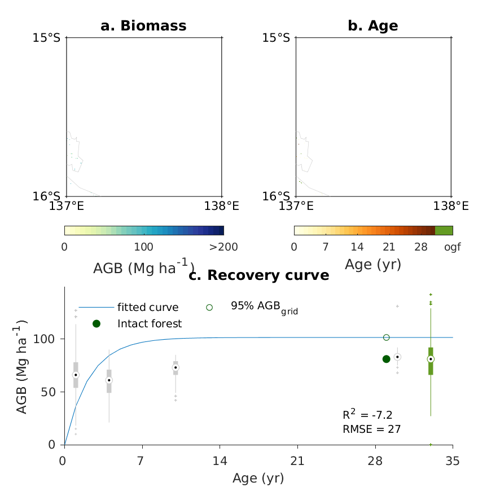 a. Biomass
b. Age
15°S
15°S
16°S
16°S
137°E
138°E
137°E
138°E
0
100
>200
0
7
14
21
28
ogf
AGB (Mg ha⁻¹)
Age (yr)
c. Recovery curve
fitted curve
95% AGB_grid
Intact forest
100
50
0
AGB (Mg ha⁻¹)
R² = -7.2
RMSE = 27
0
7
14
21
28
35
Age (yr)